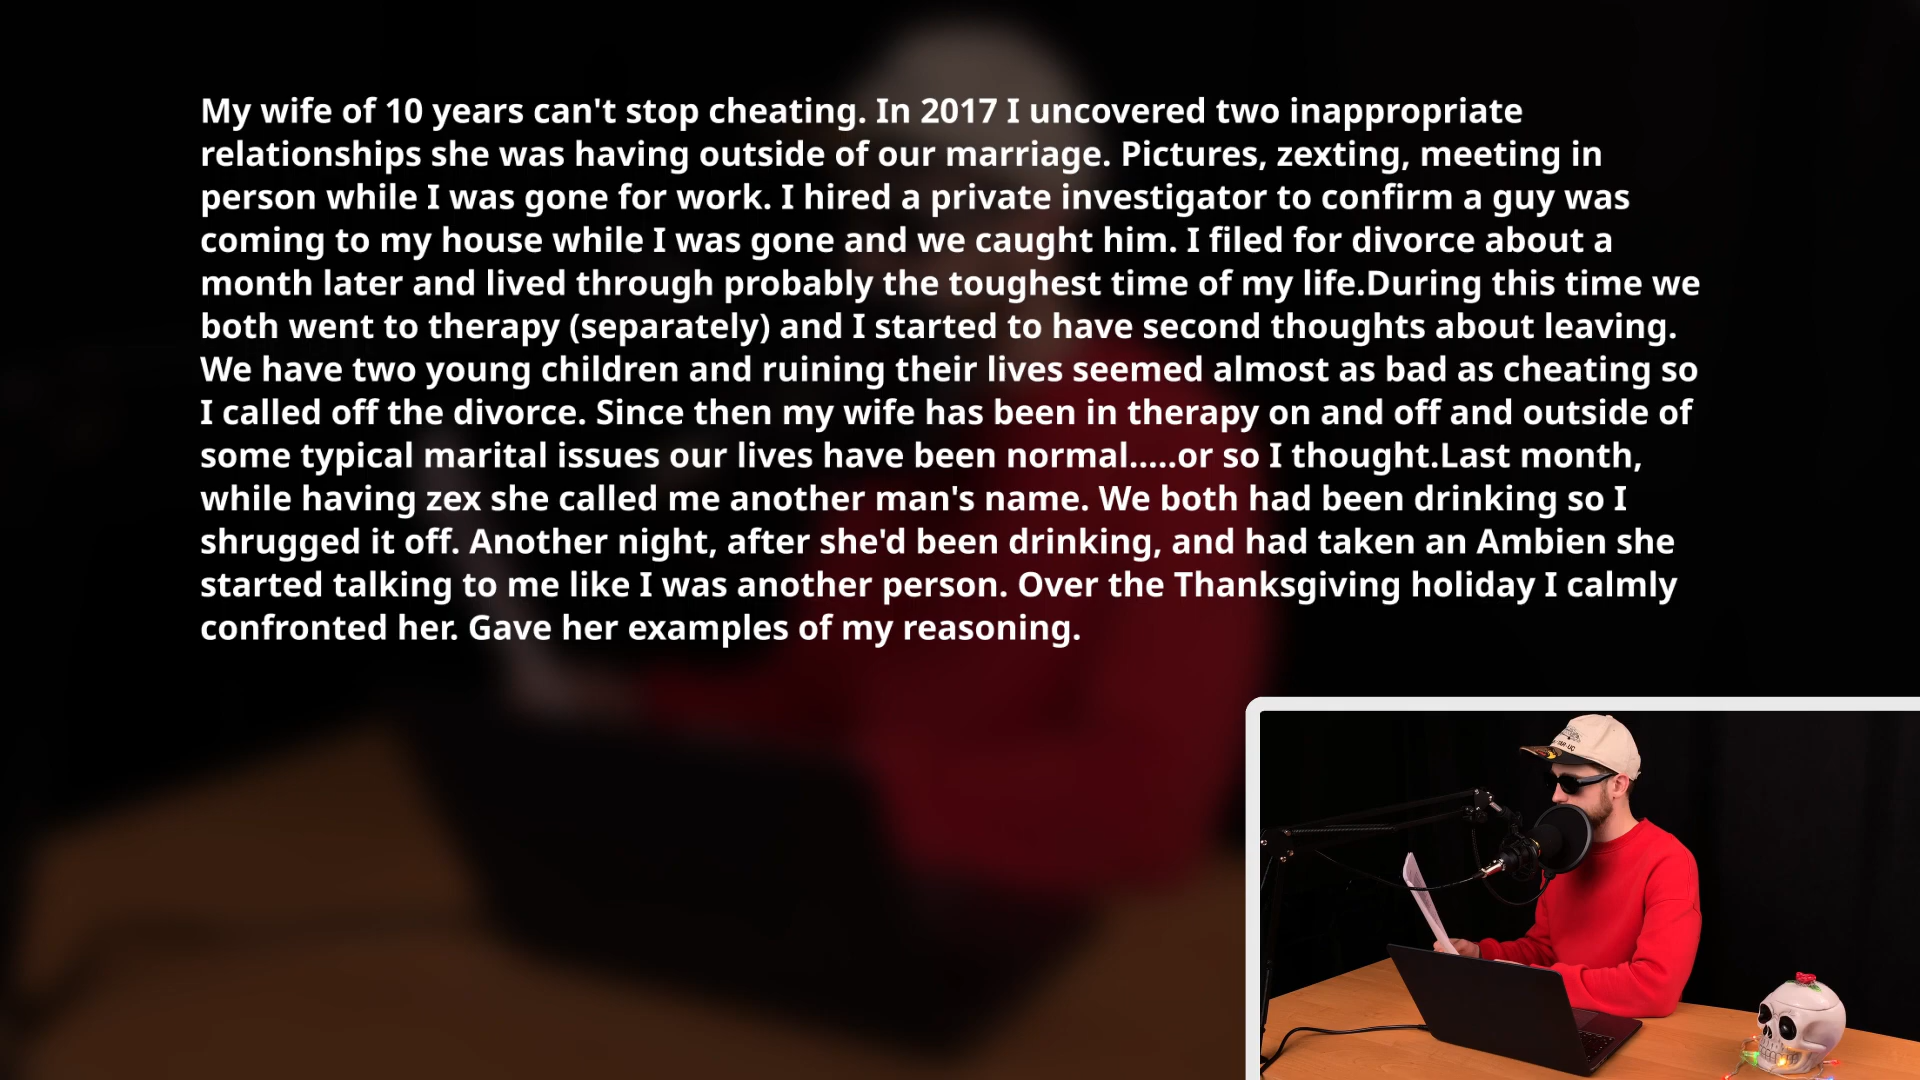 My wife of 10 years can't stop cheating. In 2017 I uncovered two inappropriate
relationships she was having outside of our marriage. Pictures, zexting, meeting in
person while I was gone for work. I hired a private investigator to confirm a guy was
coming to my house while I was gone and we caught him. I filed for divorce about a
month later and lived through probably the toughest time of my life.During this time we
both went to therapy (separately) and I started to have second thoughts about leaving.
We have two young children and ruining their lives seemed almost as bad as cheating so
I called off the divorce. Since then my wife has been in therapy on and off and outside of
some typical marital issues our lives have been normal.....or so I thought.Last month,
while having zex she called me another man's name. We both had been drinking so I
shrugged it off. Another night, after she'd been drinking, and had taken an Ambien she
started talking to me like I was another person. Over the Thanksgiving holiday I calmly
confronted her. Gave her examples of my reasoning.